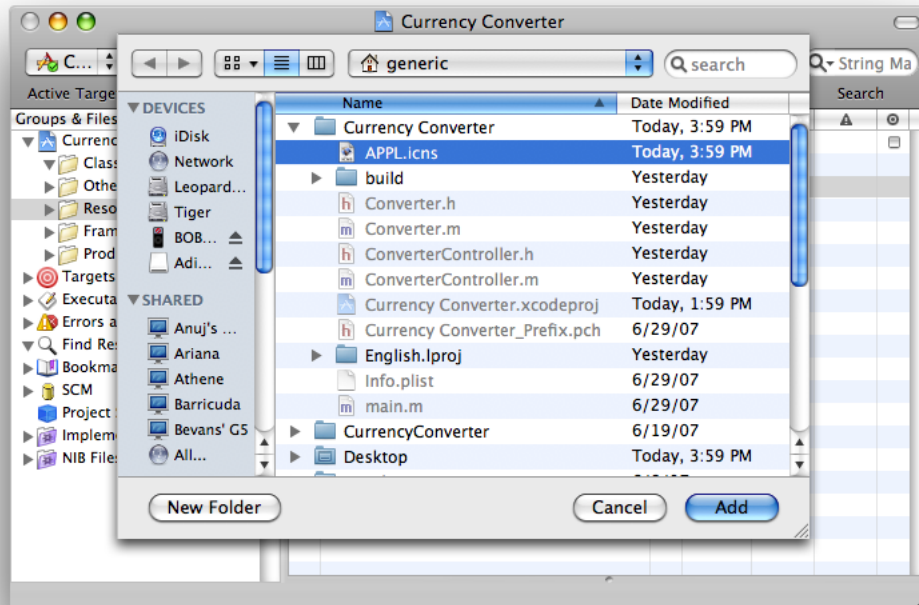 Currency Converter
C...
generic
search
String Ma
Active Targe
Search
Groups & Files
Currenc
Class
Othe
Reso
Fram
Prod
Targets
Executa
Errors a
Find Res
Bookma
SCM
Project
Implem
NIB Files
DEVICES
iDisk
Network
Leopard...
Tiger
BOB...
Adi...
SHARED
Anuj's ...
Ariana
Athene
Barricuda
Bevans' G5
All...
Name Date Modified
Currency Converter Today, 3:59 PM
APPL.icns Today, 3:59 PM
build Yesterday
Converter.h Yesterday
Converter.m Yesterday
ConverterController.h Yesterday
ConverterController.m Yesterday
Currency Converter.xcodeproj Today, 1:59 PM
Currency Converter_Prefix.pch 6/29/07
English.lproj Yesterday
Info.plist 6/29/07
main.m 6/29/07
CurrencyConverter 6/19/07
Desktop Today, 3:59 PM
New Folder
Cancel
Add